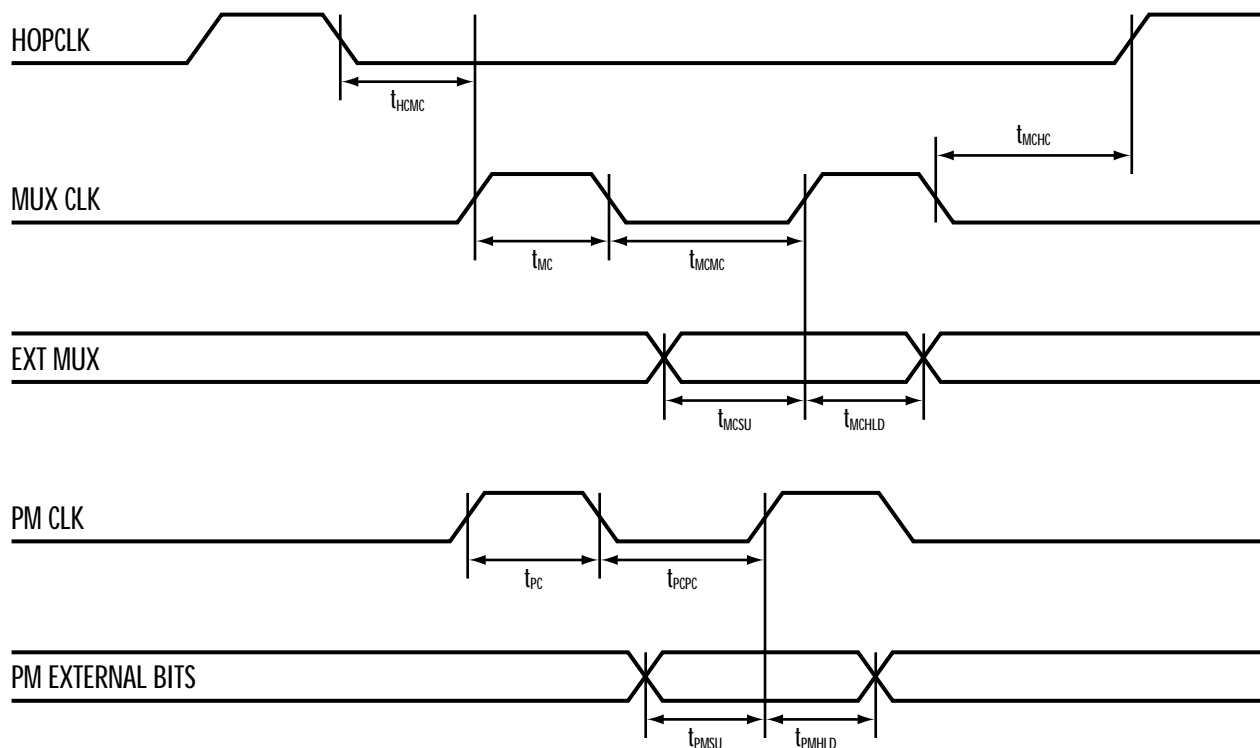 HOPCLK
tHCMC
tMCHC
MUX CLK
tMC
tMCMC
EXT MUX
tMCSU
tMCHLD
PM CLK
tPC
tPCPC
PM EXTERNAL BITS
tPMSU
tPMHLD